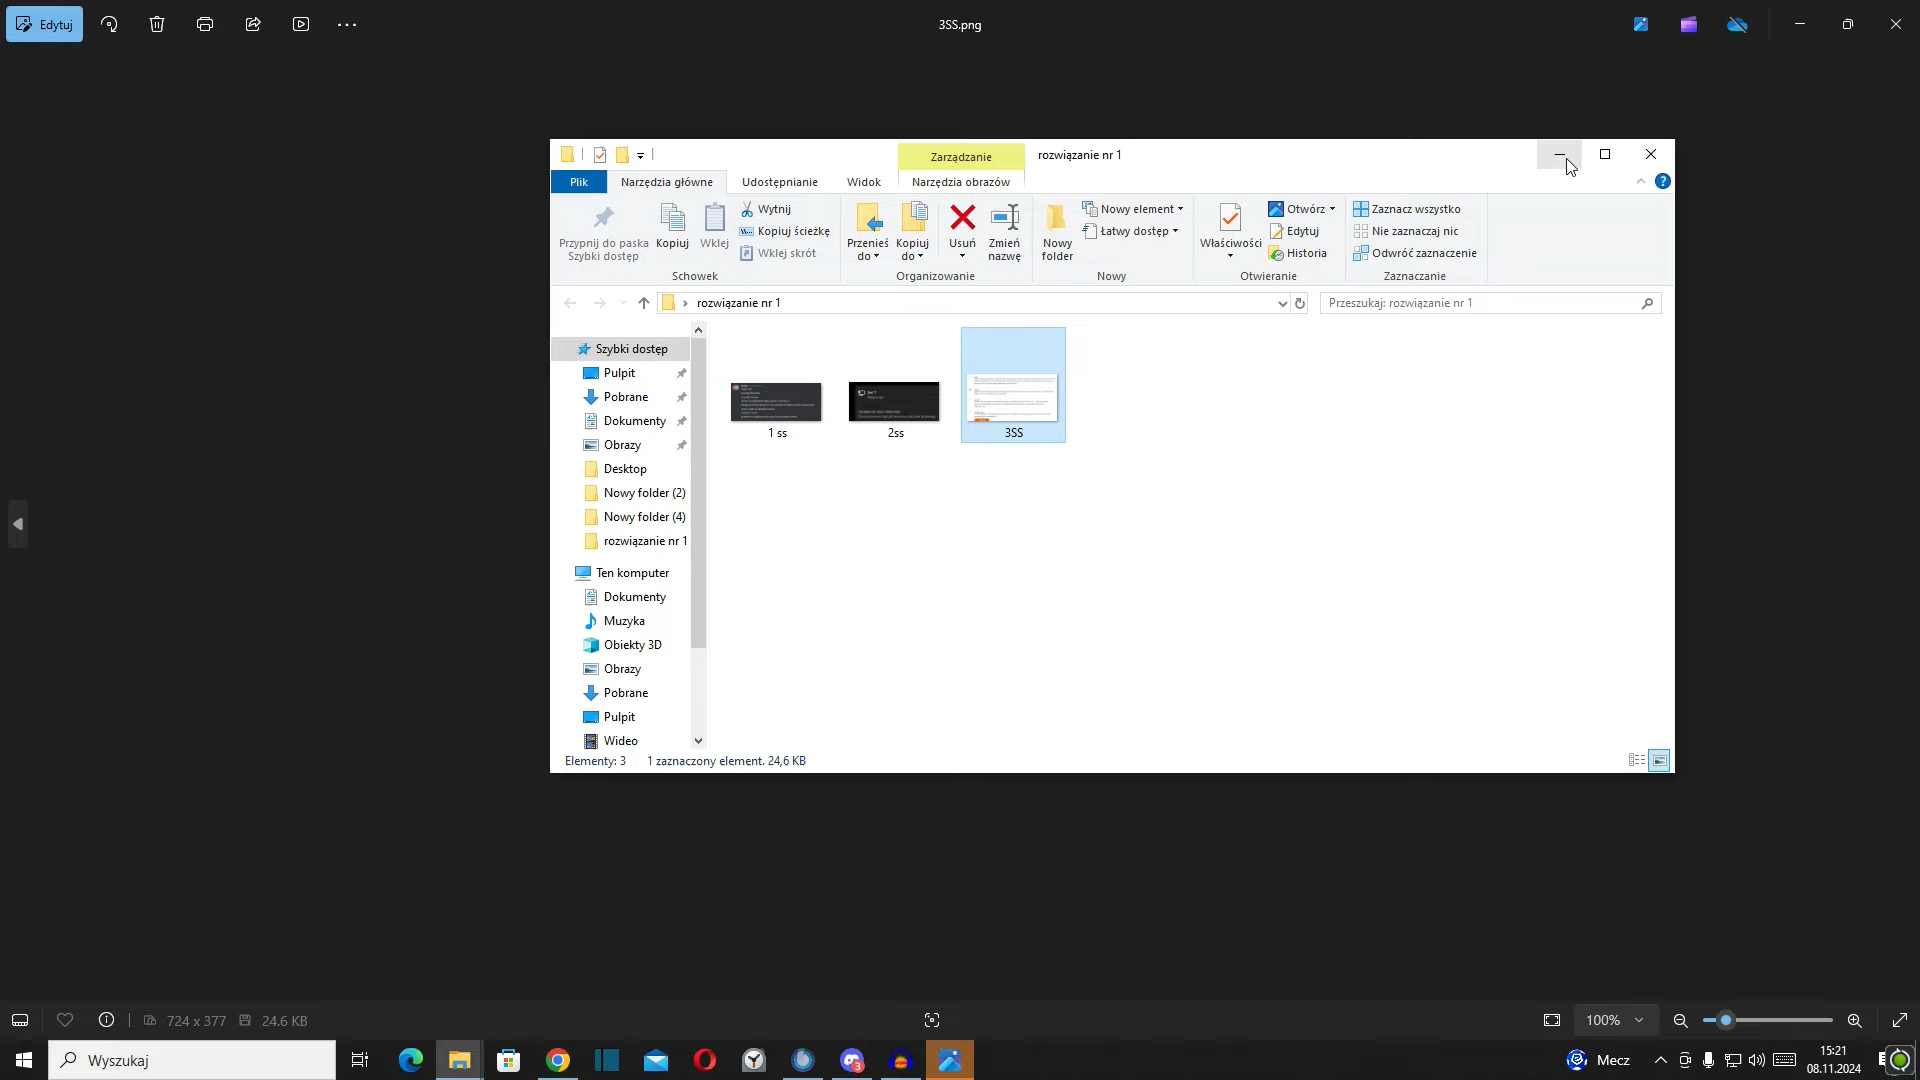 Edytuj
3SS.png
Zarządzanie
rozwiązanie nr 1
Plik
Narzędzia główne
Udostępnianie
Widok
Narzędzia obrazów
Przypnij do paska
Szybki dostęp
Kopiuj
Wklej
Wytnij
Kopiuj ścieżkę
Wklej skrót
Schowek
Przenieś
do
Kopiuj
do
Usuń
Zmień
nazwę
Organizowanie
Nowy
folder
Nowy element
Łatwy dostęp
Nowy
Właściwości
Otwórz
Edytuj
Historia
Otwieranie
Zaznacz wszystko
Nie zaznaczaj nic
Odwróć zaznaczenie
Zaznaczanie
rozwiązanie nr 1
Przeszukaj: rozwiązanie nr 1
Szybki dostęp
Pulpit
Pobrane
Dokumenty
Obrazy
Desktop
Nowy folder (2)
Nowy folder (4)
rozwiązanie nr 1
Ten komputer
Dokumenty
Muzyka
Obiekty 3D
Obrazy
Pobrane
Pulpit
Wideo
1 ss
2ss
3SS
Elementy: 3
1 zaznaczony element. 24,6 KB
724 x 377
24.6 KB
100%
Wyszukaj
3
Mecz
15:21
08.11.2024